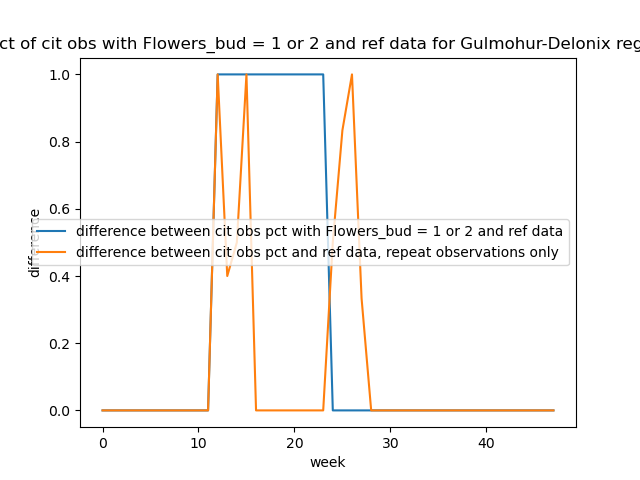 ct of cit obs with Flowers_bud = 1 or 2 and ref data for Gulmohur-Delonix reg
1.0
0.8
0.6
0.4
0.2
0.0
difference
difference between cit obs pct with Flowers_bud = 1 or 2 and ref data
difference between cit obs pct and ref data, repeat observations only
0 10 20 30 40
week